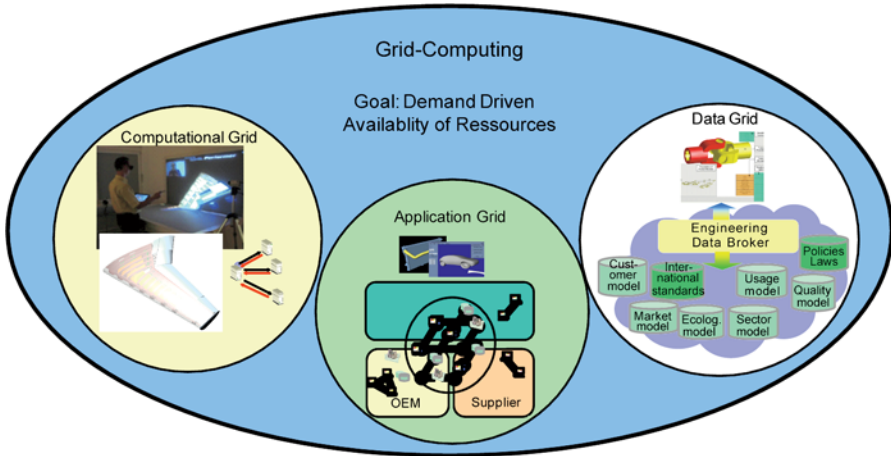 Grid-Computing
Goal: Demand Driven
Availablity of Ressources
Computational Grid
Application Grid
OEM
Supplier
Data Grid
Engineering
Data Broker
Cust-
omer
model
Inter-
national
standards
Usage
model
Policies
Laws
Quality
model
Market
model
Ecolog.
model
Sector
model